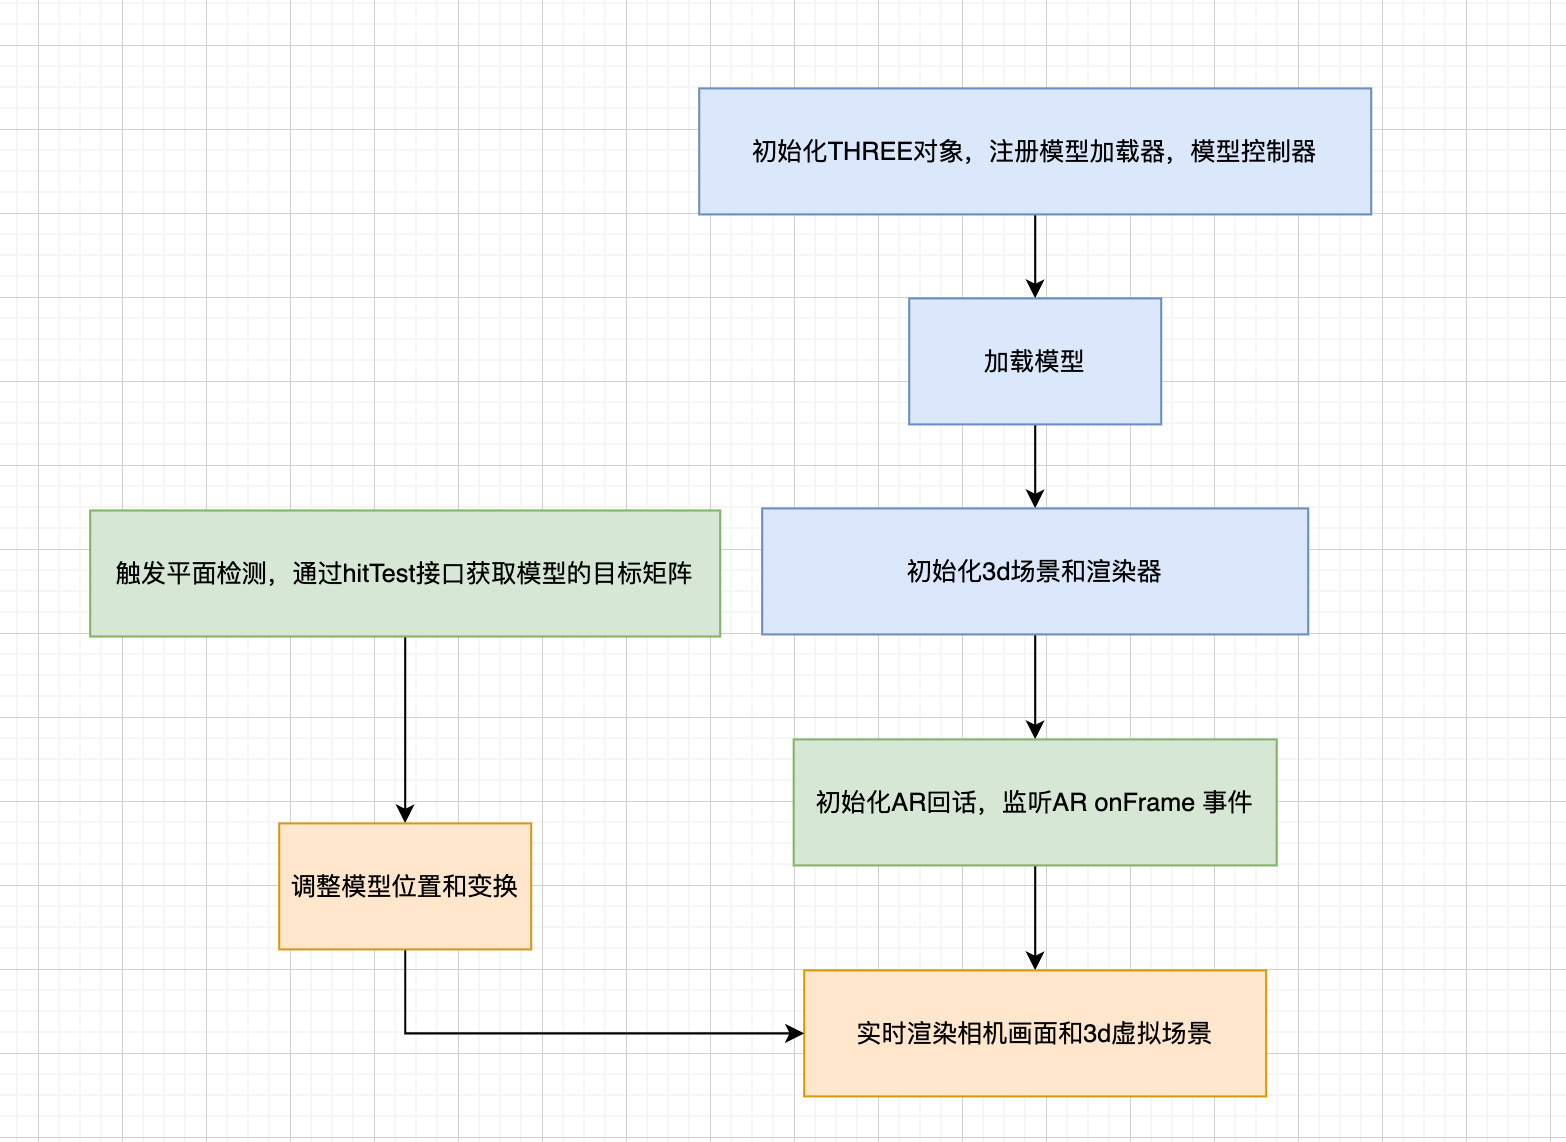 初始化THREE对象，注册模型加载器，模型控制器
加载模型
初始化3d场景和渲染器
触发平面检测，通过hitTest接口获取模型的目标矩阵
初始化AR回话，监听AR onFrame 事件
调整模型位置和变换
实时渲染相机画面和3d虚拟场景